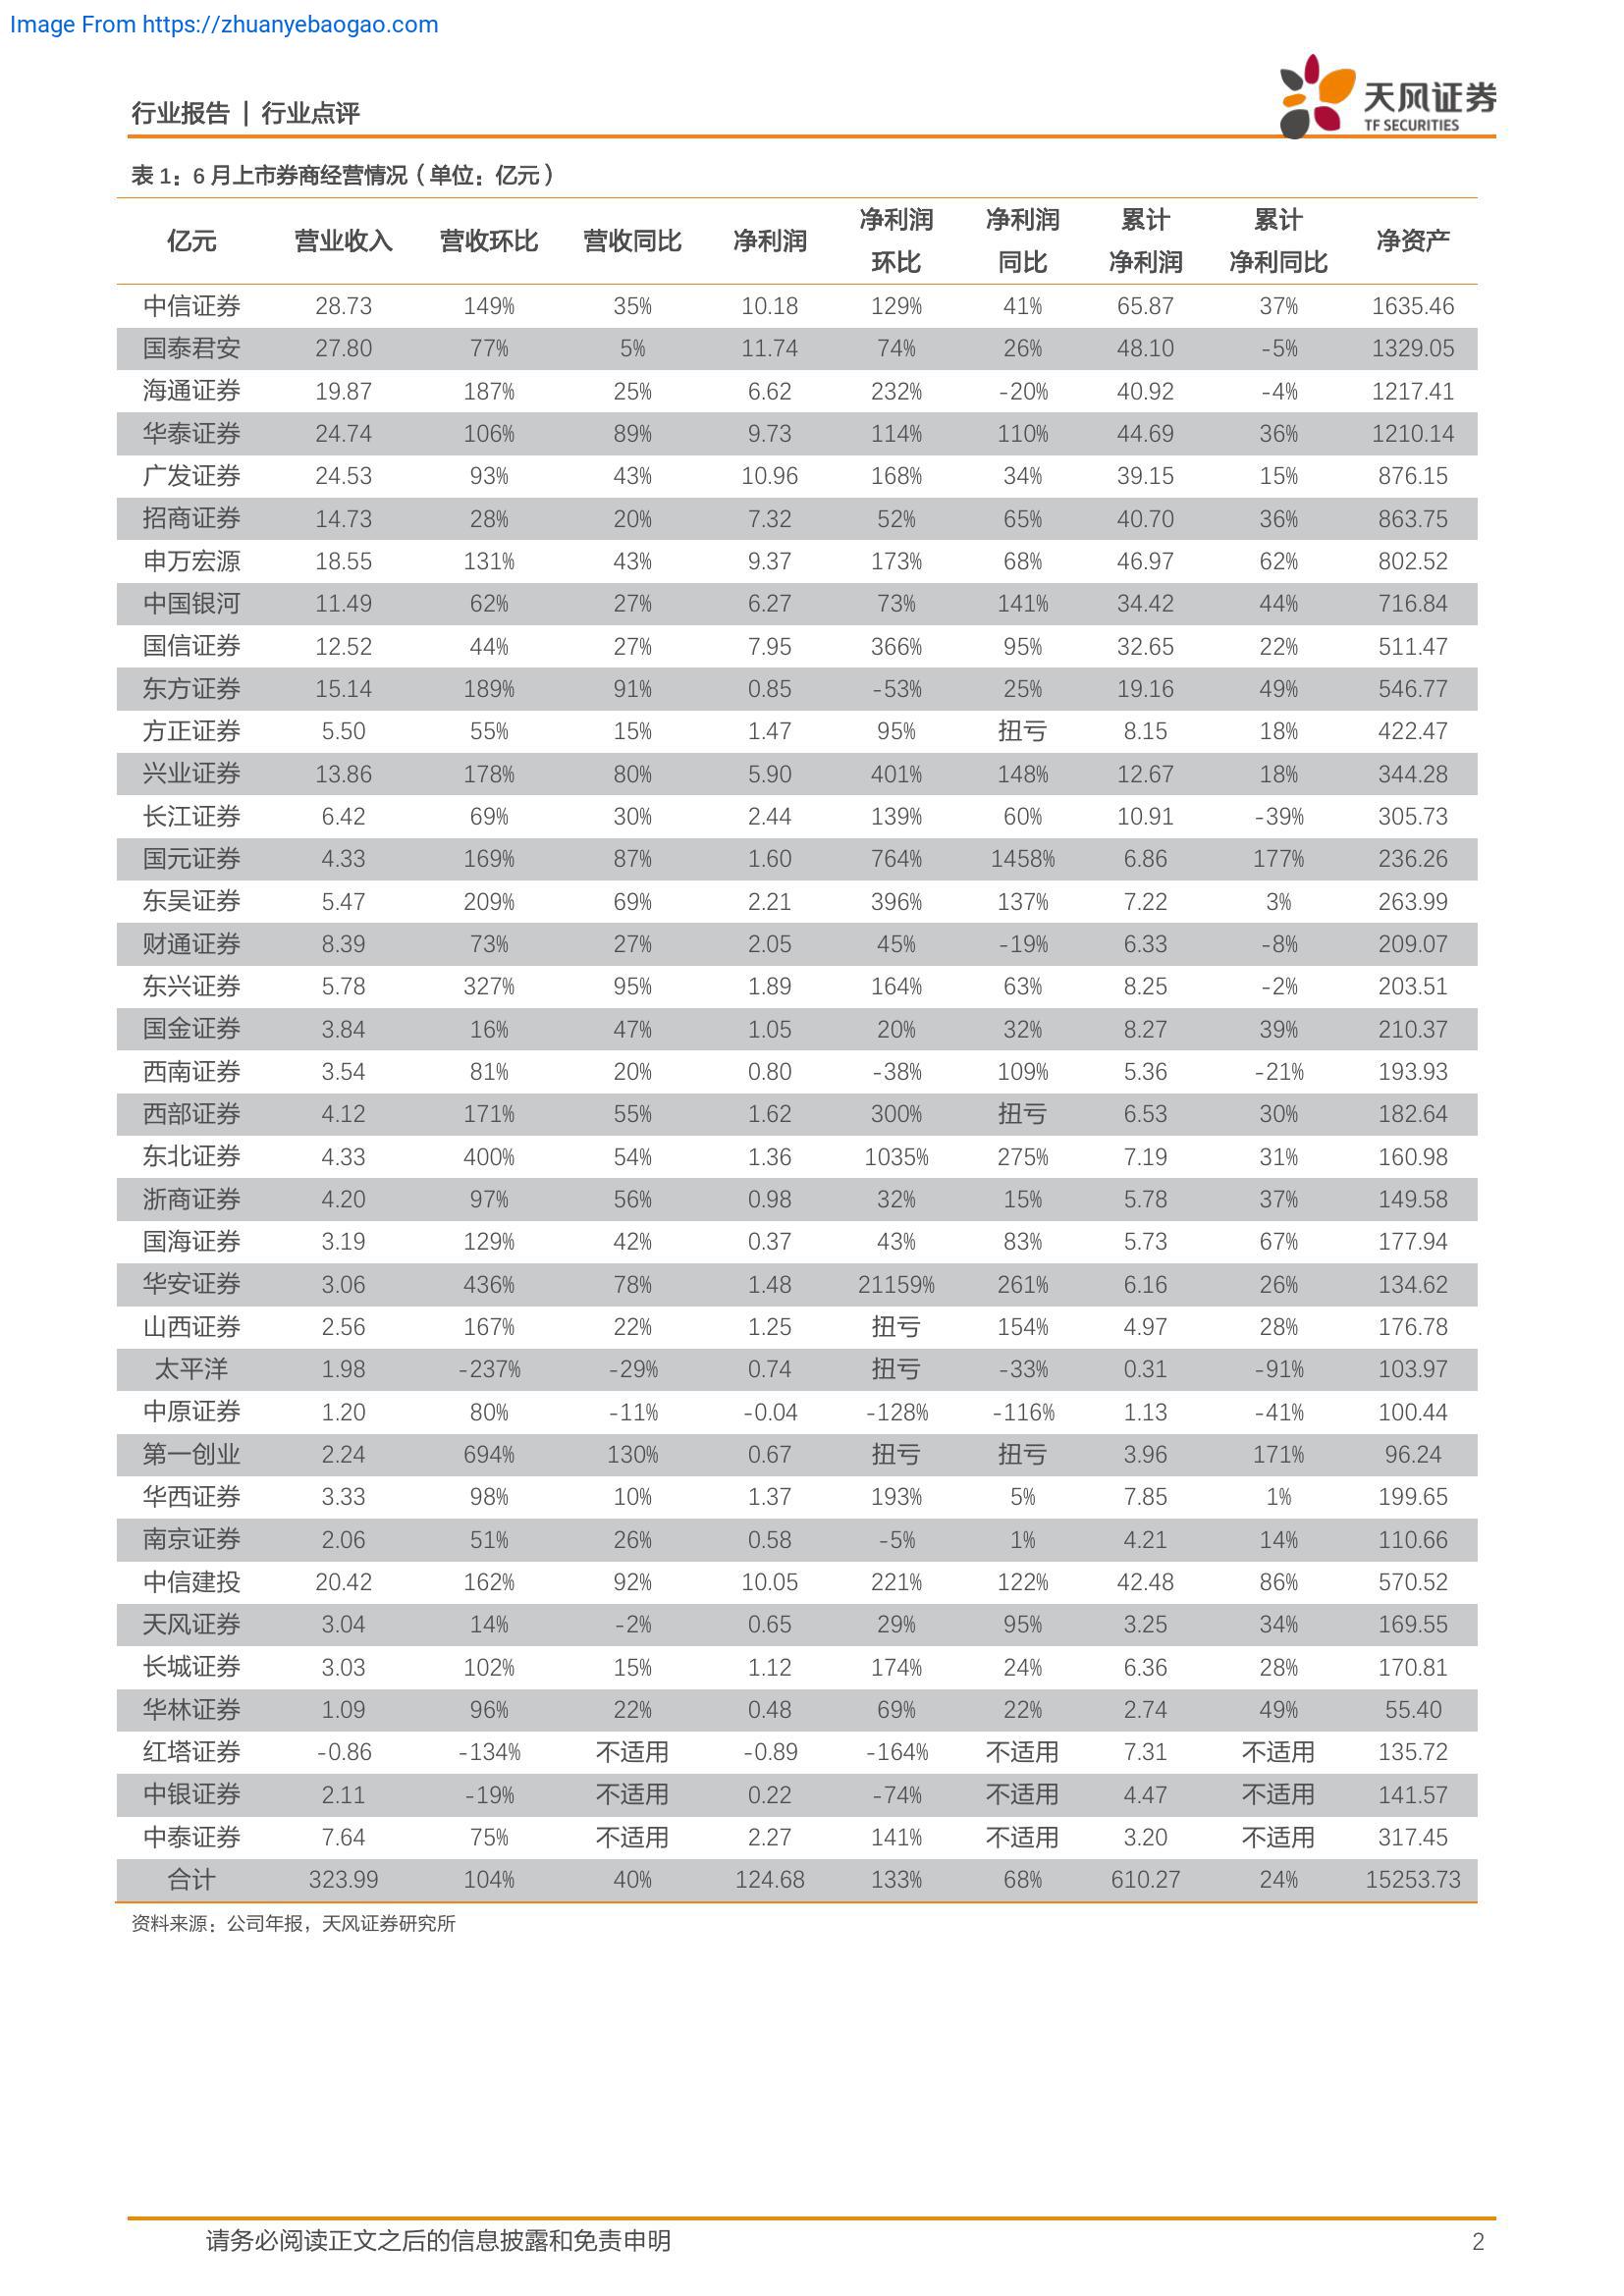 Image From https://zhuanyebaogao.com
行业报告 | 行业点评
天风证券
TF SECURITIES
表 1：6 月上市券商经营情况（单位：亿元）
亿元 营业收入 营收环比 营收同比 净利润 净利润环比 净利润同比 累计净利润 累计净利同比 净资产
中信证券 28.73 149% 35% 10.18 129% 41% 65.87 37% 1635.46
国泰君安 27.80 77% 5% 11.74 74% 26% 48.10 -5% 1329.05
海通证券 19.87 187% 25% 6.62 232% -20% 40.92 -4% 1217.41
华泰证券 24.74 106% 89% 9.73 114% 110% 44.69 36% 1210.14
广发证券 24.53 93% 43% 10.96 168% 34% 39.15 15% 876.15
招商证券 14.73 28% 20% 7.32 52% 65% 40.70 36% 863.75
申万宏源 18.55 131% 43% 9.37 173% 68% 46.97 62% 802.52
中国银河 11.49 62% 27% 6.27 73% 141% 34.42 44% 716.84
国信证券 12.52 44% 27% 7.95 366% 95% 32.65 22% 511.47
东方证券 15.14 189% 91% 0.85 -53% 25% 19.16 49% 546.77
方正证券 5.50 55% 15% 1.47 95% 扭亏 8.15 18% 422.47
兴业证券 13.86 178% 80% 5.90 401% 148% 12.67 18% 344.28
长江证券 6.42 69% 30% 2.44 139% 60% 10.91 -39% 305.73
国元证券 4.33 169% 87% 1.60 764% 1458% 6.86 177% 236.26
东吴证券 5.47 209% 69% 2.21 396% 137% 7.22 3% 263.99
财通证券 8.39 73% 27% 2.05 45% -19% 6.33 -8% 209.07
东兴证券 5.78 327% 95% 1.89 164% 63% 8.25 -2% 203.51
国金证券 3.84 16% 47% 1.05 20% 32% 8.27 39% 210.37
西南证券 3.54 81% 20% 0.80 -38% 109% 5.36 -21% 193.93
西部证券 4.12 171% 55% 1.62 300% 扭亏 6.53 30% 182.64
东北证券 4.33 400% 54% 1.36 1035% 275% 7.19 31% 160.98
浙商证券 4.20 97% 56% 0.98 32% 15% 5.78 37% 149.58
国海证券 3.19 129% 42% 0.37 43% 83% 5.73 67% 177.94
华安证券 3.06 436% 78% 1.48 21159% 261% 6.16 26% 134.62
山西证券 2.56 167% 22% 1.25 扭亏 154% 4.97 28% 176.78
太平洋 1.98 -237% -29% 0.74 扭亏 -33% 0.31 -91% 103.97
中原证券 1.20 80% -11% -0.04 -128% -116% 1.13 -41% 100.44
第一创业 2.24 694% 130% 0.67 扭亏 扭亏 3.96 171% 96.24
华西证券 3.33 98% 10% 1.37 193% 5% 7.85 1% 199.65
南京证券 2.06 51% 26% 0.58 -5% 1% 4.21 14% 110.66
中信建投 20.42 162% 92% 10.05 221% 122% 42.48 86% 570.52
天风证券 3.04 14% -2% 0.65 29% 95% 3.25 34% 169.55
长城证券 3.03 102% 15% 1.12 174% 24% 6.36 28% 170.81
华林证券 1.09 96% 22% 0.48 69% 22% 2.74 49% 55.40
红塔证券 -0.86 -134% 不适用 -0.89 -164% 不适用 7.31 不适用 135.72
中银证券 2.11 -19% 不适用 0.22 -74% 不适用 4.47 不适用 141.57
中泰证券 7.64 75% 不适用 2.27 141% 不适用 3.20 不适用 317.45
合计 323.99 104% 40% 124.68 133% 68% 610.27 24% 15253.73
资料来源：公司年报，天风证券研究所
请务必阅读正文之后的信息披露和免责申明 2